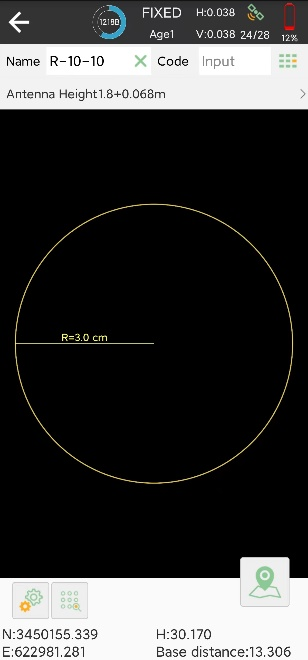 1218B FIXED H:0.038
Age1 V:0.038 24/28 12%
Name R-10-10 Code Input
Antenna Height1.8+0.068m
R=3.0 cm
N:3450155.339 H:30.170
E:622981.281 Base distance:13.306